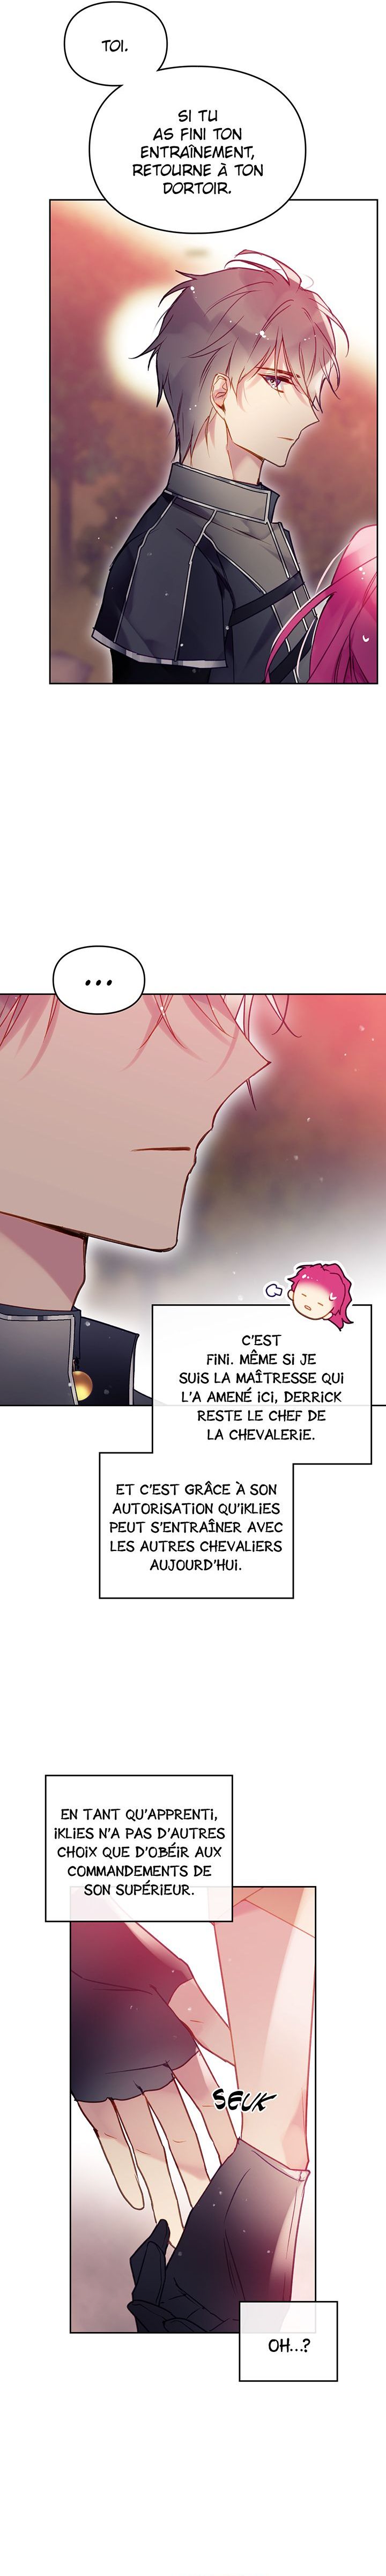 TOI.
SI TU
AS FINI TON
ENTRAÎNEMENT,
RETOURNE À TON
DORTOIR.
...
C'EST
FINI. MÊME SI JE
SUIS LA MAÎTRESSE QUI
L'A AMENÉ ICI, DERRICK
RESTE LE CHEF DE
LA CHEVALERIE.
ET C'EST GRÂCE À SON
AUTORISATION QU'IKLIES
PEUT S'ENTRAÎNER AVEC
LES AUTRES CHEVALIERS
AUJOURD'HUI.
EN TANT QU'APPRENTI,
IKLIES N'A PAS D'AUTRES
CHOIX QUE D'OBÉIR AUX
COMMANDEMENTS DE
SON SUPÉRIEUR.
SEUK
OH...?